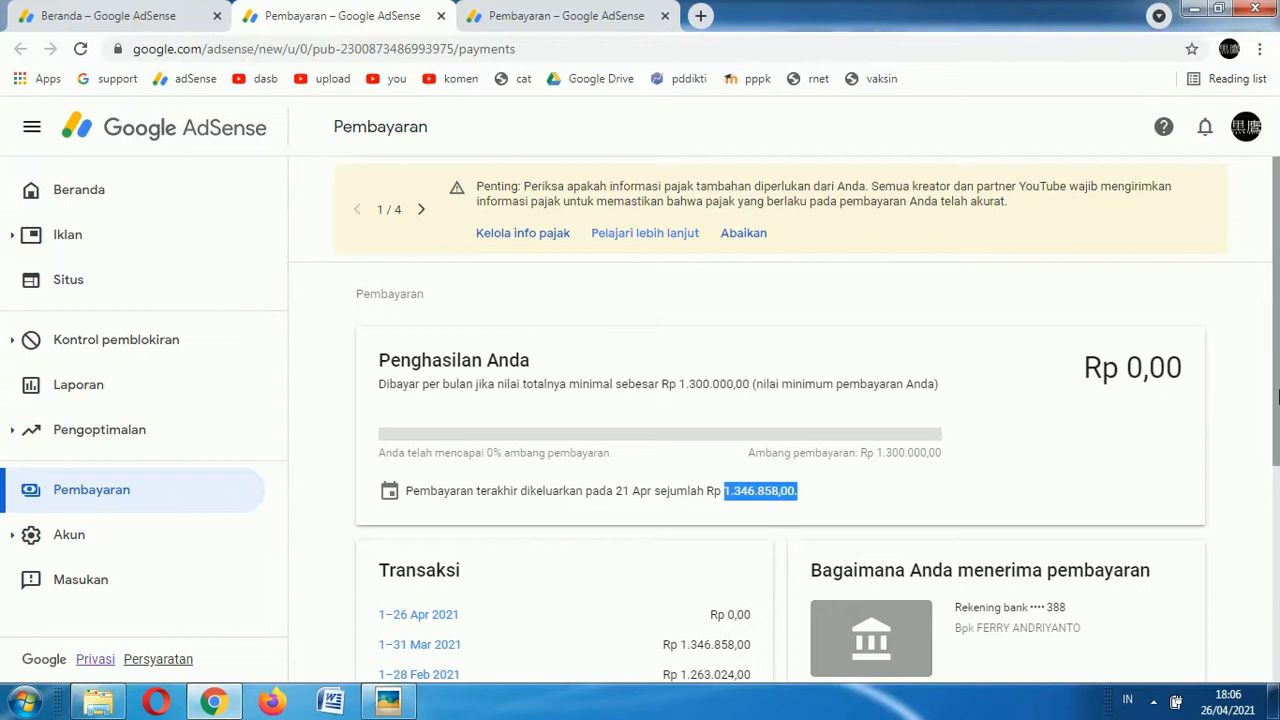 Beranda – Google AdSense
Pembayaran – Google AdSense
Pembayaran – Google AdSense
google.com/adsense/new/u/0/pub-2300873486993975/payments
黒鷹
Apps
support
adSense
dasb
upload
you
komen
cat
Google Drive
pddikti
pppk
rnet
vaksin
Reading list
Google AdSense
Pembayaran
黒鷹
Beranda
Iklan
Situs
Kontrol pemblokiran
Laporan
Pengoptimalan
Pembayaran
Akun
Masukan
Google Privasi Persyaratan
1 / 4
Penting: Periksa apakah informasi pajak tambahan diperlukan dari Anda. Semua kreator dan partner YouTube wajib mengirimkan
informasi pajak untuk memastikan bahwa pajak yang berlaku pada pembayaran Anda telah akurat.
Kelola info pajak Pelajari lebih lanjut Abaikan
Pembayaran
Penghasilan Anda
Rp 0,00
Dibayar per bulan jika nilai totalnya minimal sebesar Rp 1.300.000,00 (nilai minimum pembayaran Anda)
Anda telah mencapai 0% ambang pembayaran
Ambang pembayaran: Rp 1.300.000,00
Pembayaran terakhir dikeluarkan pada 21 Apr sejumlah Rp 1.346.858,00.
Transaksi
1–26 Apr 2021 Rp 0,00
1–31 Mar 2021 Rp 1.346.858,00
1–28 Feb 2021 Rp 1.263.024,00
Bagaimana Anda menerima pembayaran
Rekening bank •••• 388
Bpk FERRY ANDRIYANTO
IN
18:06
26/04/2021